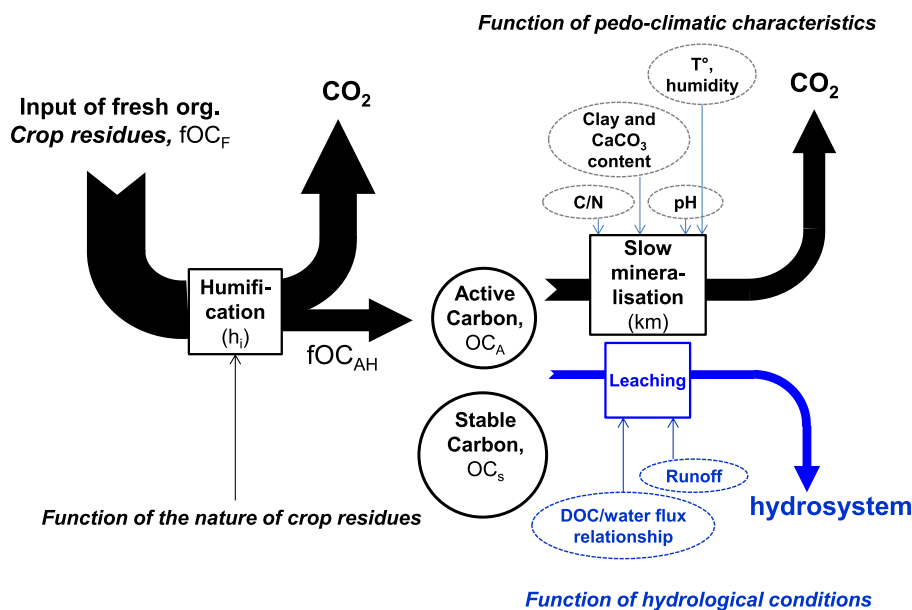 Function of pedo-climatic characteristics
T°,
humidity
CO2
CO2
Input of fresh org.
Crop residues, fOCF
Clay and
CaCO3
content
C/N
pH
Humifi-
cation
(hi)
Slow
minera-
lisation
(km)
Active
Carbon,
OCA
fOCAH
Leaching
Stable
Carbon,
OCs
Runoff
hydrosystem
Function of the nature of crop residues
DOC/water flux
relationship
Function of hydrological conditions